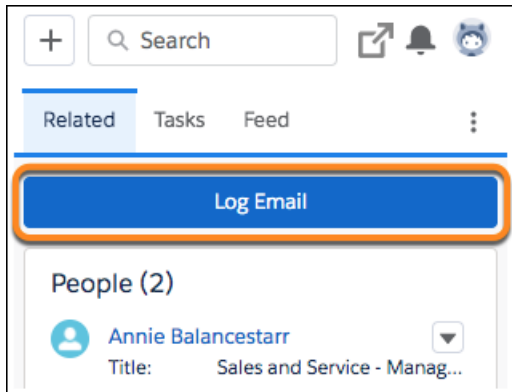 Search
Related Tasks Feed
Log Email
People (2)
Annie Balancestarr
Title: Sales and Service - Manag...